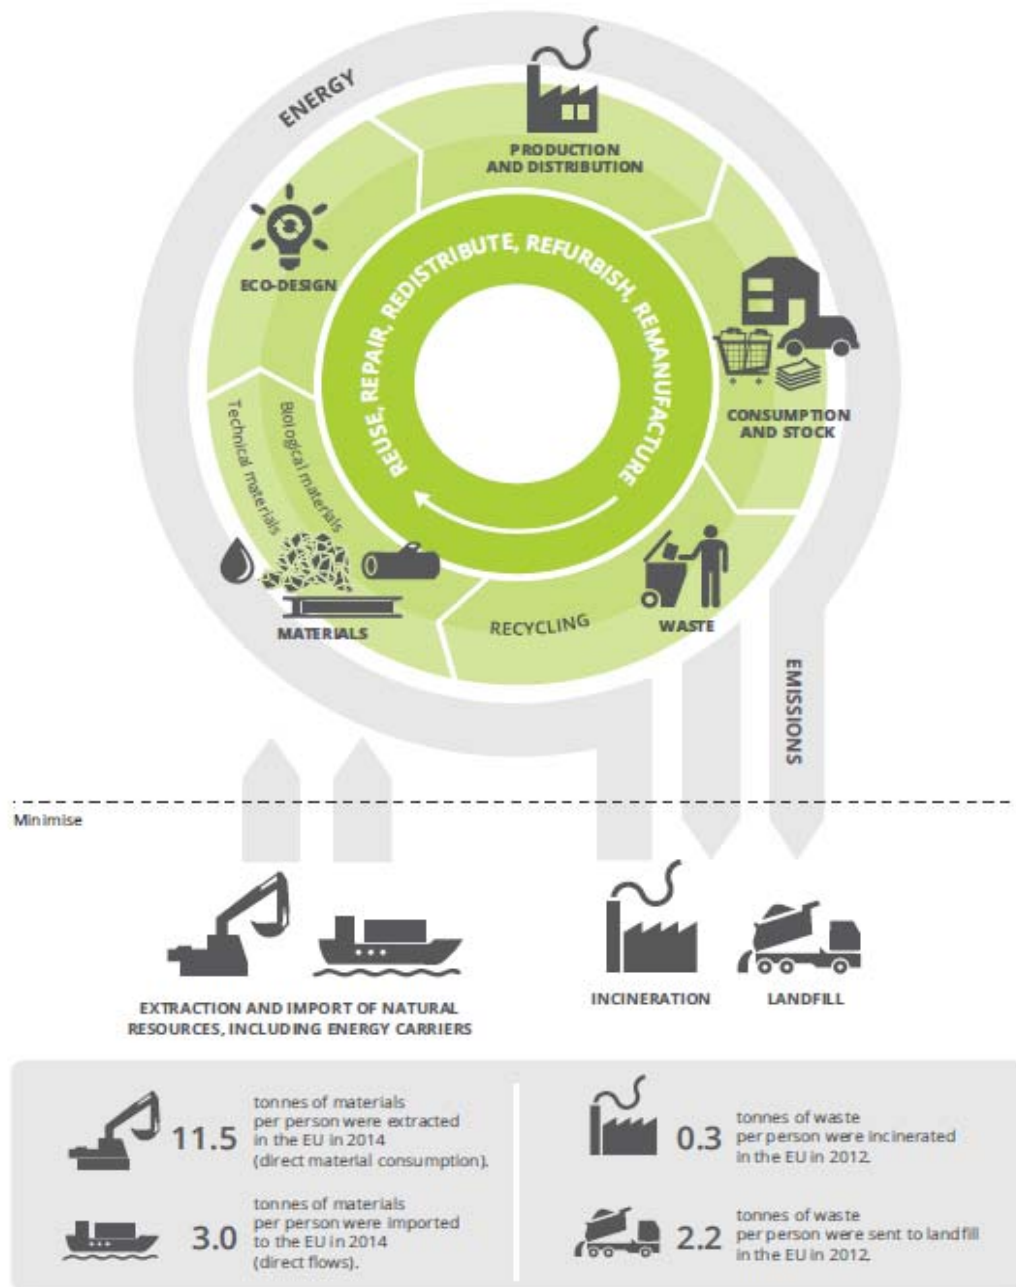 ENERGY
PRODUCTION
AND DISTRIBUTION
ECO-DESIGN
REUSE, REPAIR, REDISTRIBUTE, REFURBISH, REMANUFACTURE
CONSUMPTION
AND STOCK
Technical materials
Biological materials
MATERIALS
RECYCLING
WASTE
EMISSIONS
Minimise
EXTRACTION AND IMPORT OF NATURAL
RESOURCES, INCLUDING ENERGY CARRIERS
INCINERATION
LANDFILL
11.5
tonnes of materials
per person were extracted
in the EU in 2014
(direct material consumption).
3.0
tonnes of materials
per person were imported
to the EU in 2014
(direct flows).
0.3
tonnes of waste
per person were incinerated
in the EU in 2012.
2.2
tonnes of waste
per person were sent to landfill
in the EU in 2012.